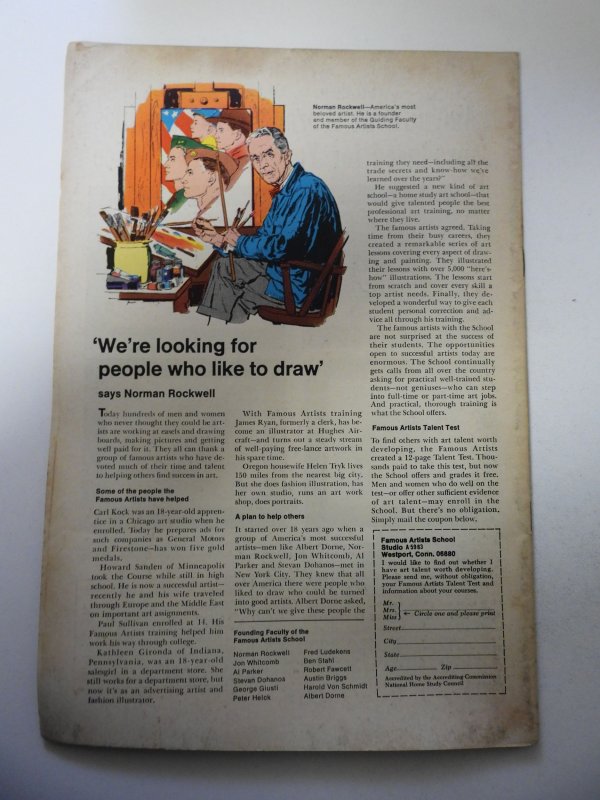 Norman Rockwell—America's most
beloved artist. He is a founder
and member of the Guiding Faculty
of the Famous Artists School.
'We're looking for
people who like to draw'
says Norman Rockwell
Today hundreds of men and women
who never thought they could be art-
ists are working at easels and drawing
boards, making pictures and getting
well paid for it. They all can thank a
group of famous artists who have de-
voted much of their time and talent
to helping others find success in art.
Some of the people the
Famous Artists have helped
Carl Kock was an 18-year-old appren-
tice in a Chicago art studio when he
enrolled. Today he prepares ads for
such companies as General Motors
and Firestone—has won five gold
medals.
Howard Sanden of Minneapolis
took the Course while still in high
school. He is now a successful artist—
recently he and his wife traveled
through Europe and the Middle East
on important art assignments.
Paul Sullivan enrolled at 14. His
Famous Artists training helped him
work his way through college.
Kathleen Gironda of Indiana,
Pennsylvania, was an 18-year-old
salesgirl in a department store. She
still works for a department store, but
now it's as an advertising artist and
fashion illustrator.
With Famous Artists training
James Ryan, formerly a clerk, has be-
come an illustrator at Hughes Air-
craft—and turns out a steady stream
of well-paying free-lance artwork in
his spare time.
Oregon housewife Helen Tryk lives
150 miles from the nearest big city.
But she does fashion illustration, has
her own studio, runs an art work
shop, does portraits.
A plan to help others
It started over 18 years ago when a
group of America's most successful
artists—men like Albert Dorne, Nor-
man Rockwell, Jon Whitcomb, Al
Parker and Stevan Dohanos—met in
New York City. They knew that all
over America there were people who
liked to draw who could be turned
into good artists. Albert Dorne asked,
"Why can't we give these people the
Founding Faculty of the
Famous Artists School
Norman Rockwell
Jon Whitcomb
Al Parker
Stevan Dohanos
George Giusti
Peter Helck
Fred Ludekens
Ben Stahl
Robert Fawcett
Austin Briggs
Harold Von Schmidt
Albert Dorne
training they need—including all the
trade secrets and know-how we've
learned over the years?"
He suggested a new kind of art
school—a home study art school—that
would give talented people the best
professional art training, no matter
where they live.
The famous artists agreed. Taking
time from their busy careers, they
created a remarkable series of art
lessons covering every aspect of draw-
ing and painting. They illustrated
their lessons with over 5,000 "here's-
how" illustrations. The lessons start
from scratch and cover every skill a
top artist needs. Finally, they de-
veloped a wonderful way to give each
student personal correction and ad-
vice all through his training.
The famous artists with the School
are not surprised at the success of
their students. The opportunities
open to successful artists today are
enormous. The School continually
gets calls from all over the country
asking for practical well-trained stu-
dents—not geniuses—who can step
into full-time or part-time art jobs.
And practical, thorough training is
what the School offers.
Famous Artists Talent Test
To find others with art talent worth
developing, the Famous Artists
created a 12-page Talent Test. Thou-
sands paid to take this test, but now
the School offers and grades it free.
Men and women who do well on the
test—or offer other sufficient evidence
of art talent—may enroll in the
School. But there's no obligation.
Simply mail the coupon below.
Famous Artists School
Studio A5983
Westport, Conn. 06880
I would like to find out whether I
have art talent worth developing.
Please send me, without obligation,
your Famous Artists Talent Test and
information about your courses.
Mr.
Mrs. ← Circle one and please print
Miss
Street
City
State
Age Zip
Accredited by the Accrediting Commission
National Home Study Council